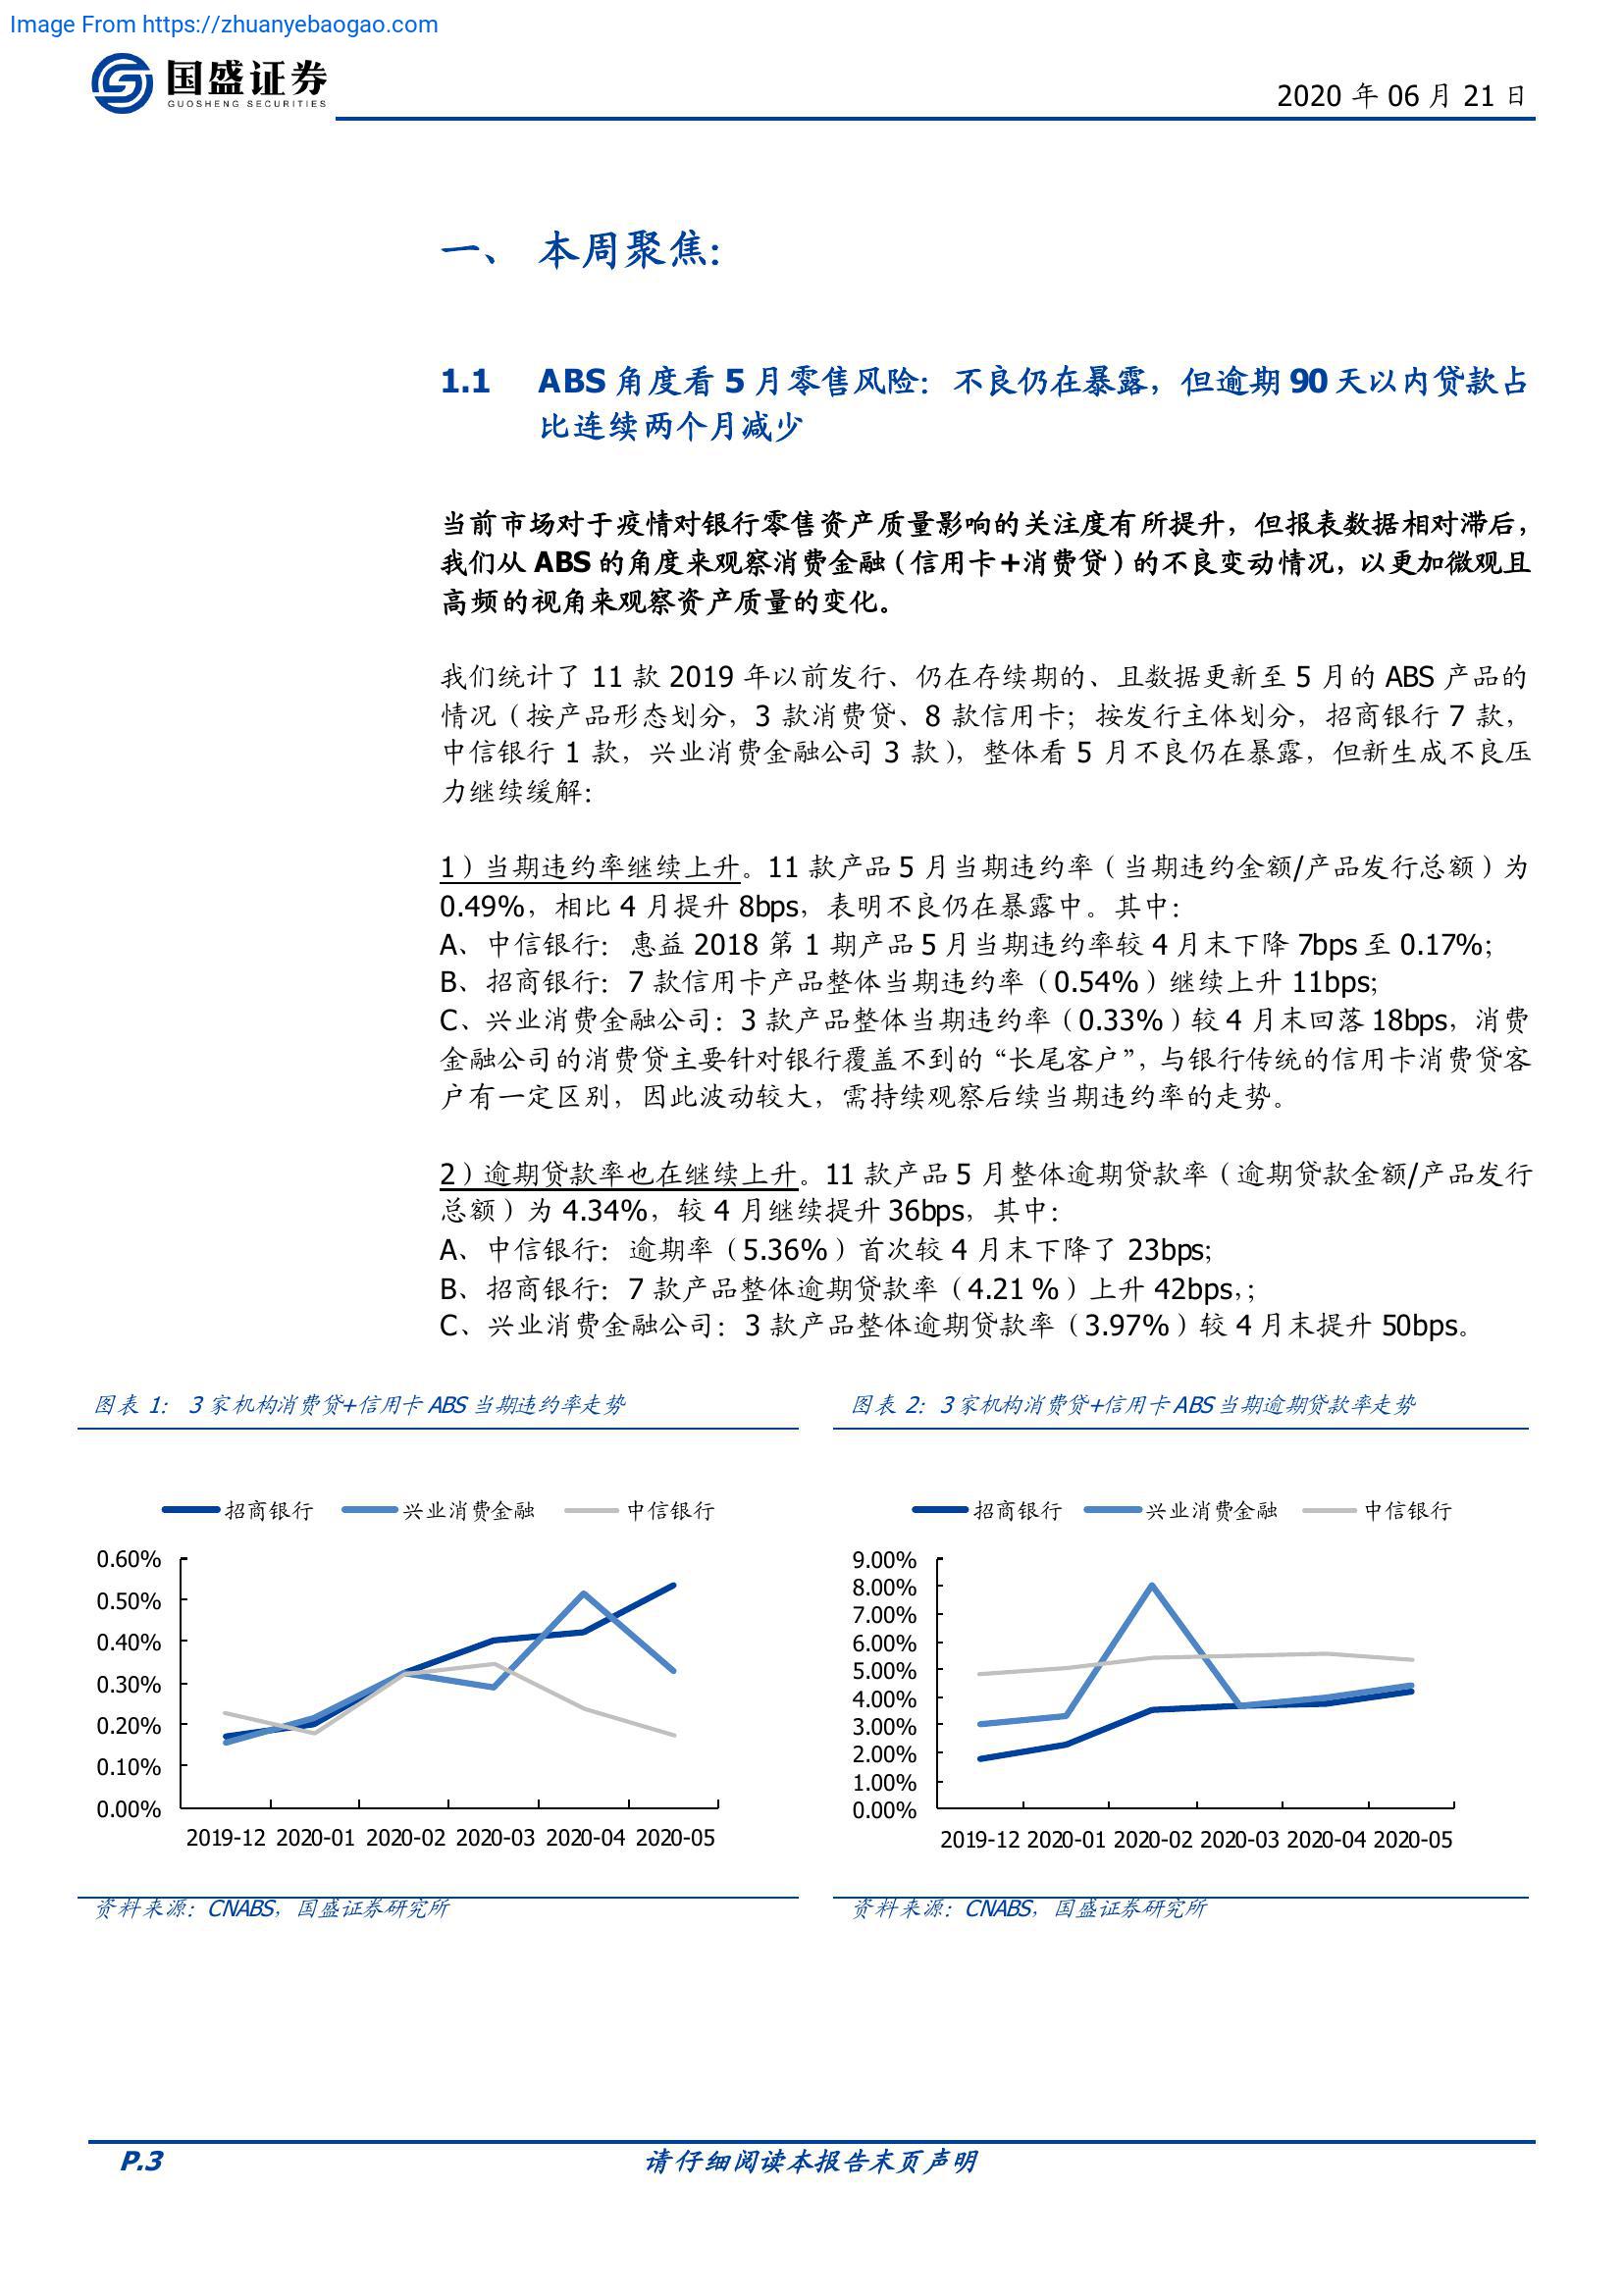 Image From https://zhuanyebaogao.com
国盛证券
GUOSHENG SECURITIES
2020 年 06 月 21 日
一、 本周聚焦：
1.1 ABS 角度看 5 月零售风险：不良仍在暴露，但逾期 90 天以内贷款占
比连续两个月减少
当前市场对于疫情对银行零售资产质量影响的关注度有所提升，但报表数据相对滞后，
我们从 ABS 的角度来观察消费金融（信用卡+消费贷）的不良变动情况，以更加微观且
高频的视角来观察资产质量的变化。
我们统计了 11 款 2019 年以前发行、仍在存续期的、且数据更新至 5 月的 ABS 产品的
情况（按产品形态划分，3 款消费贷、8 款信用卡；按发行主体划分，招商银行 7 款，
中信银行 1 款，兴业消费金融公司 3 款），整体看 5 月不良仍在暴露，但新生成不良压
力继续缓解：
1）当期违约率继续上升。11 款产品 5 月当期违约率（当期违约金额/产品发行总额）为
0.49%，相比 4 月提升 8bps，表明不良仍在暴露中。其中：
A、中信银行：惠益 2018 第 1 期产品 5 月当期违约率较 4 月末下降 7bps 至 0.17%；
B、招商银行：7 款信用卡产品整体当期违约率（0.54%）继续上升 11bps；
C、兴业消费金融公司：3 款产品整体当期违约率（0.33%）较 4 月末回落 18bps，消费
金融公司的消费贷主要针对银行覆盖不到的“长尾客户”，与银行传统的信用卡消费贷客
户有一定区别，因此波动较大，需持续观察后续当期违约率的走势。
2）逾期贷款率也在继续上升。11 款产品 5 月整体逾期贷款率（逾期贷款金额/产品发行
总额）为 4.34%，较 4 月继续提升 36bps，其中：
A、中信银行：逾期率（5.36%）首次较 4 月末下降了 23bps；
B、招商银行：7 款产品整体逾期贷款率（4.21 %）上升 42bps，；
C、兴业消费金融公司：3 款产品整体逾期贷款率（3.97%）较 4 月末提升 50bps。
图表 1： 3 家机构消费贷+信用卡 ABS 当期违约率走势
招商银行 兴业消费金融 中信银行
0.60%
0.50%
0.40%
0.30%
0.20%
0.10%
0.00%
2019-12 2020-01 2020-02 2020-03 2020-04 2020-05
资料来源：CNABS，国盛证券研究所
图表 2：3 家机构消费贷+信用卡 ABS 当期逾期贷款率走势
招商银行 兴业消费金融 中信银行
9.00%
8.00%
7.00%
6.00%
5.00%
4.00%
3.00%
2.00%
1.00%
0.00%
2019-12 2020-01 2020-02 2020-03 2020-04 2020-05
资料来源：CNABS，国盛证券研究所
P.3 请仔细阅读本报告末页声明